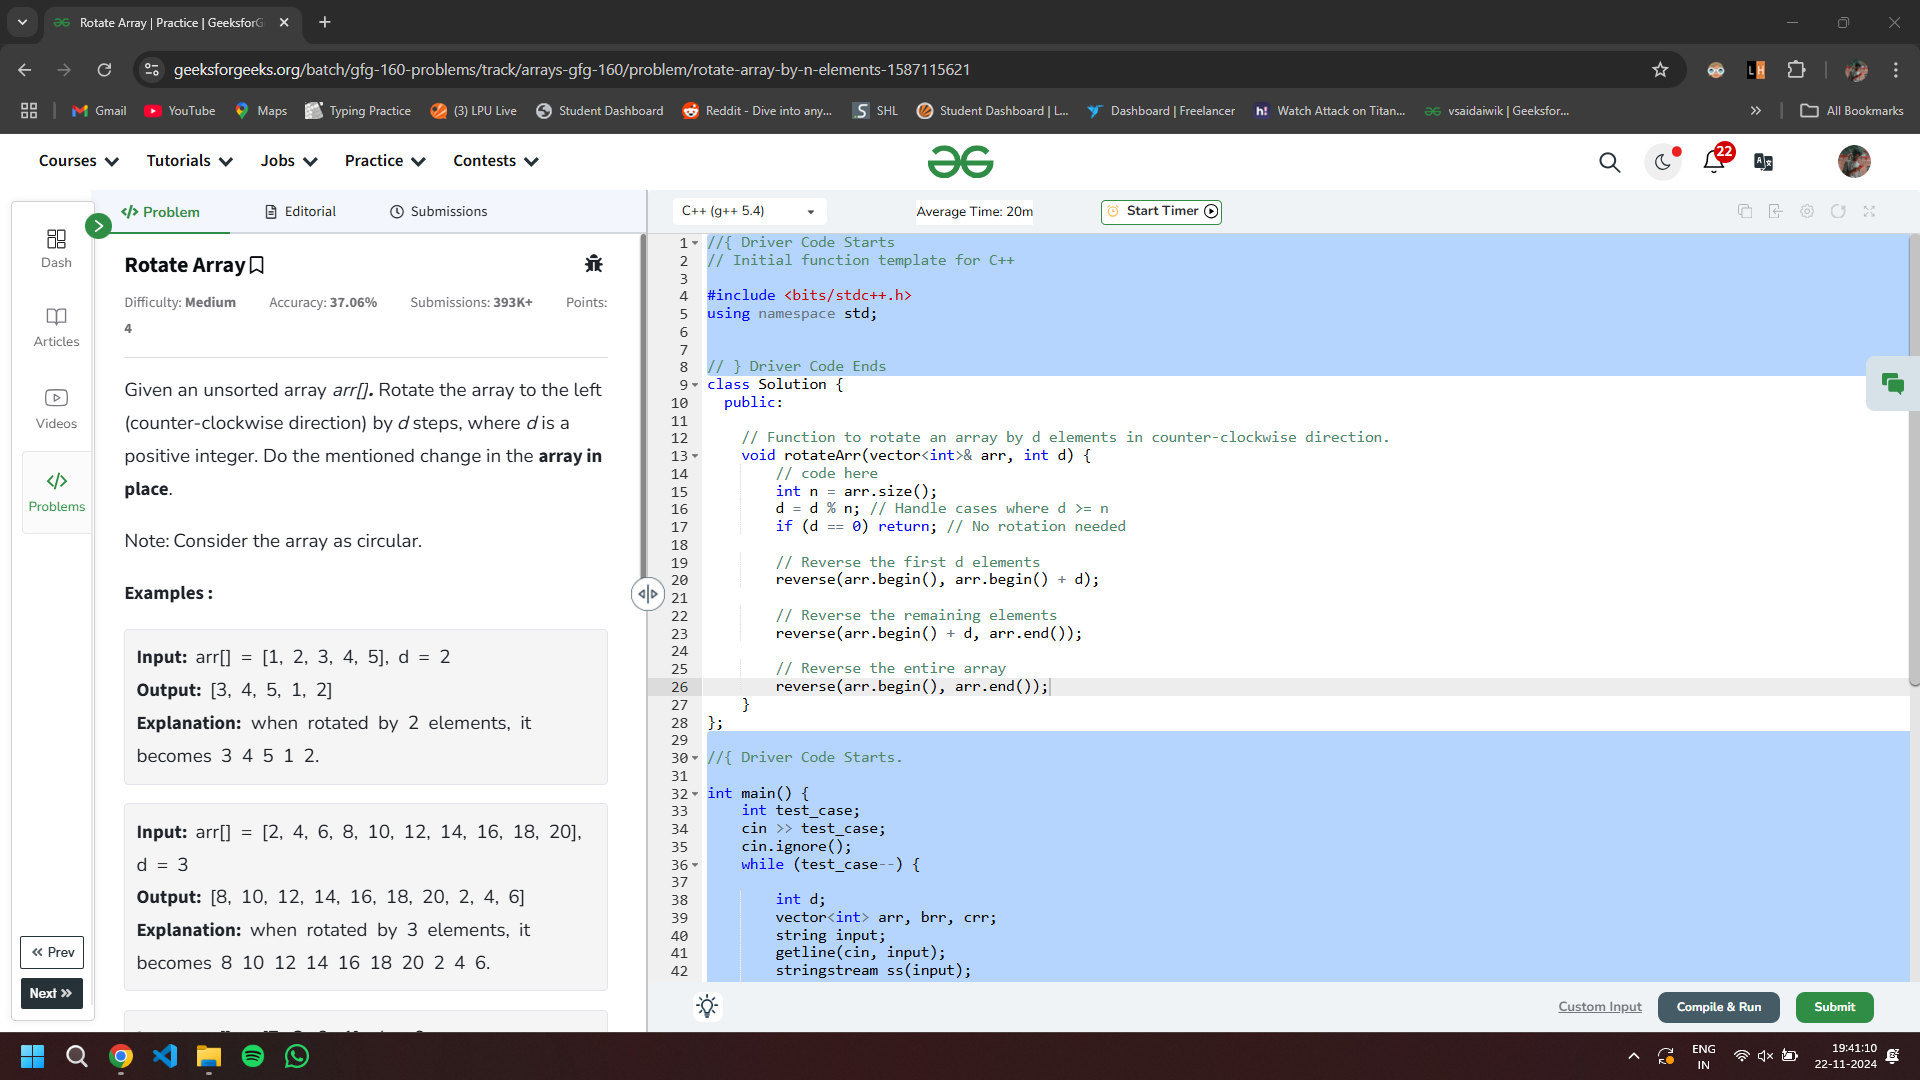 Rotate Array | Practice | GeeksforG
geeksforgeeks.org/batch/gfg-160-problems/track/arrays-gfg-160/problem/rotate-array-by-n-elements-1587115621
Gmail YouTube Maps Typing Practice (3) LPU Live Student Dashboard Reddit - Dive into any... SHL Student Dashboard | L... Dashboard | Freelancer Watch Attack on Titan... vsaidaiwik | Geeksfor... All Bookmarks
Courses Tutorials Jobs Practice Contests 22
Problem Editorial Submissions
C++ (g++ 5.4) Average Time: 20m Start Timer
Dash
Articles
Videos
Problems
« Prev
Next »
Rotate Array
Difficulty: Medium Accuracy: 37.06% Submissions: 393K+ Points:
4
Given an unsorted array arr[]. Rotate the array to the left
(counter-clockwise direction) by d steps, where d is a
positive integer. Do the mentioned change in the array in
place.
Note: Consider the array as circular.
Examples :
Input: arr[] = [1, 2, 3, 4, 5], d = 2
Output: [3, 4, 5, 1, 2]
Explanation: when rotated by 2 elements, it
becomes 3 4 5 1 2.
Input: arr[] = [2, 4, 6, 8, 10, 12, 14, 16, 18, 20],
d = 3
Output: [8, 10, 12, 14, 16, 18, 20, 2, 4, 6]
Explanation: when rotated by 3 elements, it
becomes 8 10 12 14 16 18 20 2 4 6.
1 //{ Driver Code Starts
2 // Initial function template for C++
3
4 #include <bits/stdc++.h>
5 using namespace std;
6
7
8 // } Driver Code Ends
9 class Solution {
10 public:
11
12 // Function to rotate an array by d elements in counter-clockwise direction.
13 void rotateArr(vector<int>& arr, int d) {
14 // code here
15 int n = arr.size();
16 d = d % n; // Handle cases where d >= n
17 if (d == 0) return; // No rotation needed
18
19 // Reverse the first d elements
20 reverse(arr.begin(), arr.begin() + d);
21
22 // Reverse the remaining elements
23 reverse(arr.begin() + d, arr.end());
24
25 // Reverse the entire array
26 reverse(arr.begin(), arr.end());
27 }
28 };
29
30 //{ Driver Code Starts.
31
32 int main() {
33 int test_case;
34 cin >> test_case;
35 cin.ignore();
36 while (test_case--) {
37
38 int d;
39 vector<int> arr, brr, crr;
40 string input;
41 getline(cin, input);
42 stringstream ss(input);
Custom Input Compile & Run Submit
ENG
IN
19:41:10
22-11-2024